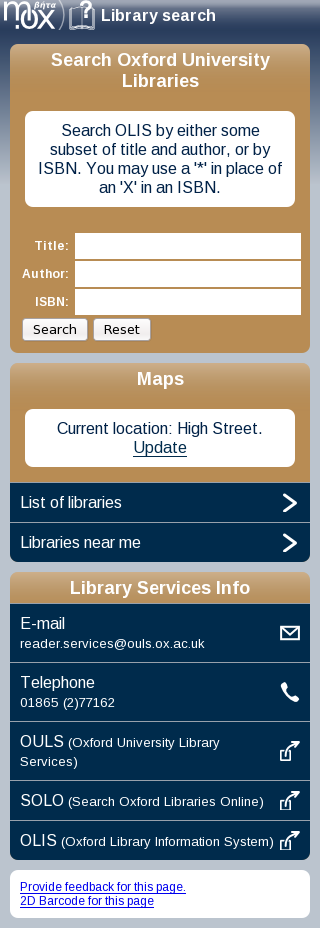 mox βήτα Library search
Search Oxford University
Libraries
Search OLIS by either some
subset of title and author, or by
ISBN. You may use a '*' in place of
an 'X' in an ISBN.
Title:
Author:
ISBN:
Search Reset
Maps
Current location: High Street.
Update
List of libraries
Libraries near me
Library Services Info
E-mail
reader.services@ouls.ox.ac.uk
Telephone
01865 (2)77162
OULS (Oxford University Library
Services)
SOLO (Search Oxford Libraries Online)
OLIS (Oxford Library Information System)
Provide feedback for this page.
2D Barcode for this page